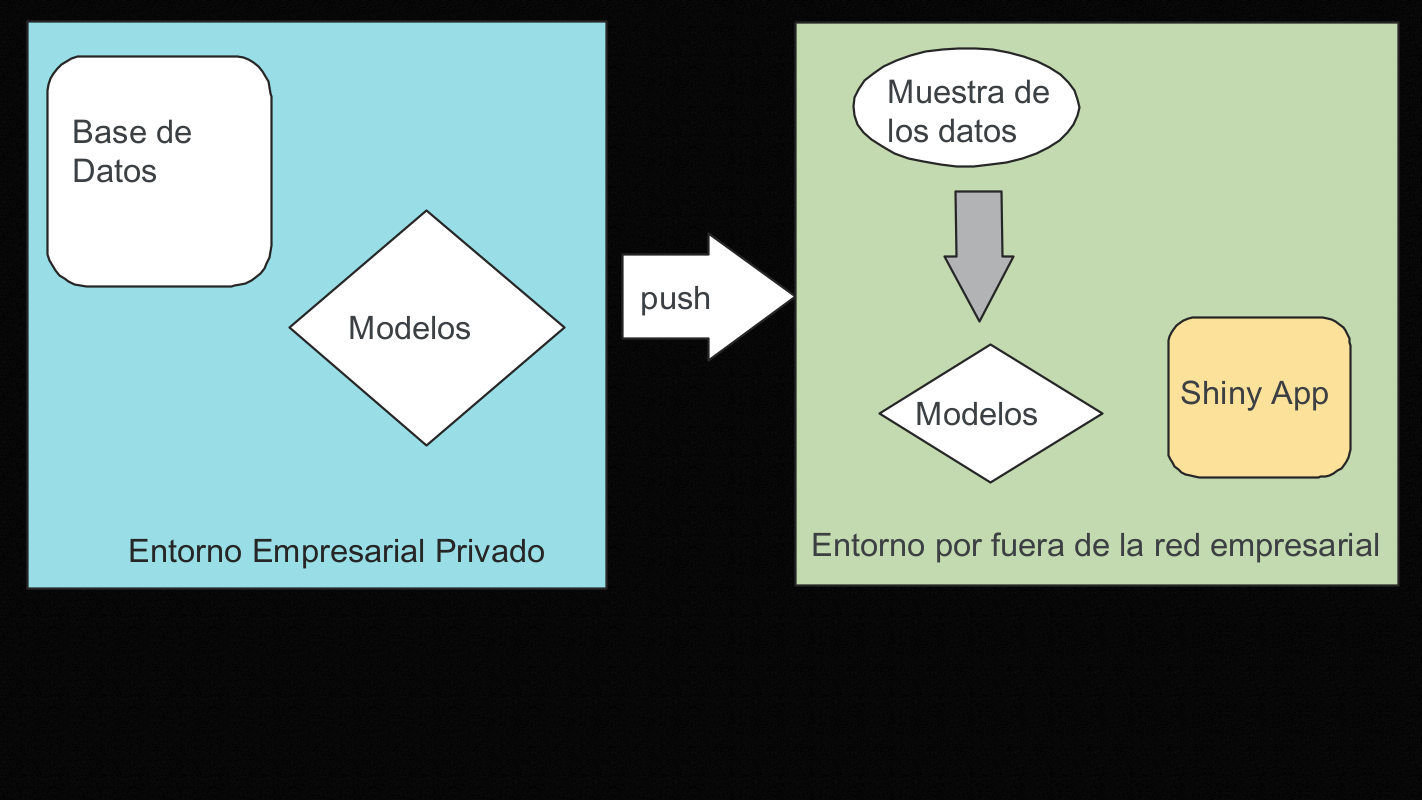 Base de
Datos
Modelos
Entorno Empresarial Privado
push
Muestra de
los datos
Modelos
Shiny App
Entorno por fuera de la red empresarial